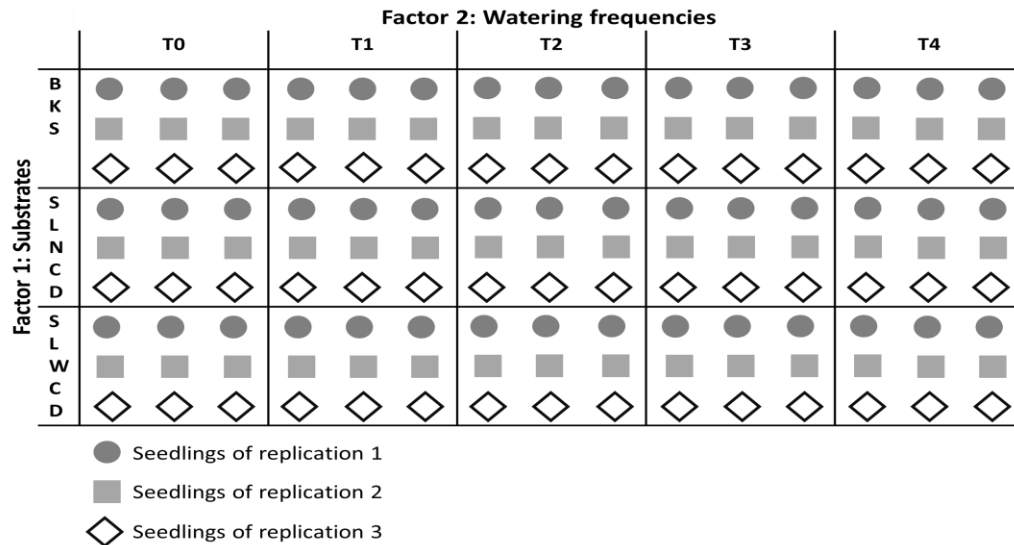 Factor 2: Watering frequencies
T0 T1 T2 T3 T4
Factor 1: Substrates
B
K
S
S
L
N
C
D
S
L
W
C
D
Seedlings of replication 1
Seedlings of replication 2
Seedlings of replication 3